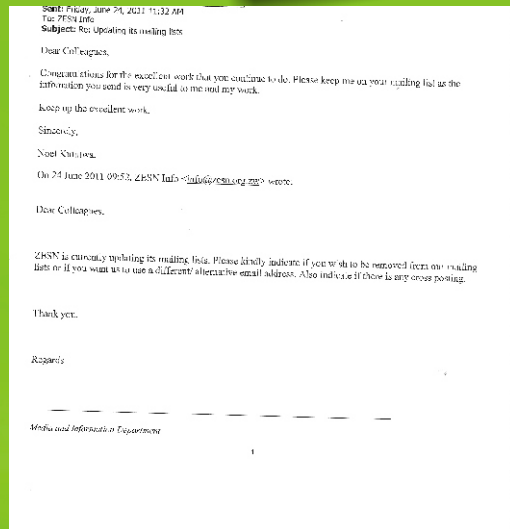 Sent: Friday, June 24, 2011 11:32 AM
To: ZESN Info
Subject: Re: Updating its mailing lists
Dear Colleagues,
Congratulations for the excellent work that you continue to do. Please keep me on your mailing list as the
information you send is very useful to me and my work.
Keep up the excellent work.
Sincerely,
Noel
On 24 June 2011 09:52, ZESN Info <info@zesn.org.zw> wrote:
Dear Colleagues,
ZESN is currently updating its mailing lists. Please kindly indicate if you wish to be removed from our mailing
lists or if you want us to use a different/ alternative email address. Also indicate if there is any cross posting.
Thank you.
Regards
Media and Information Department
1